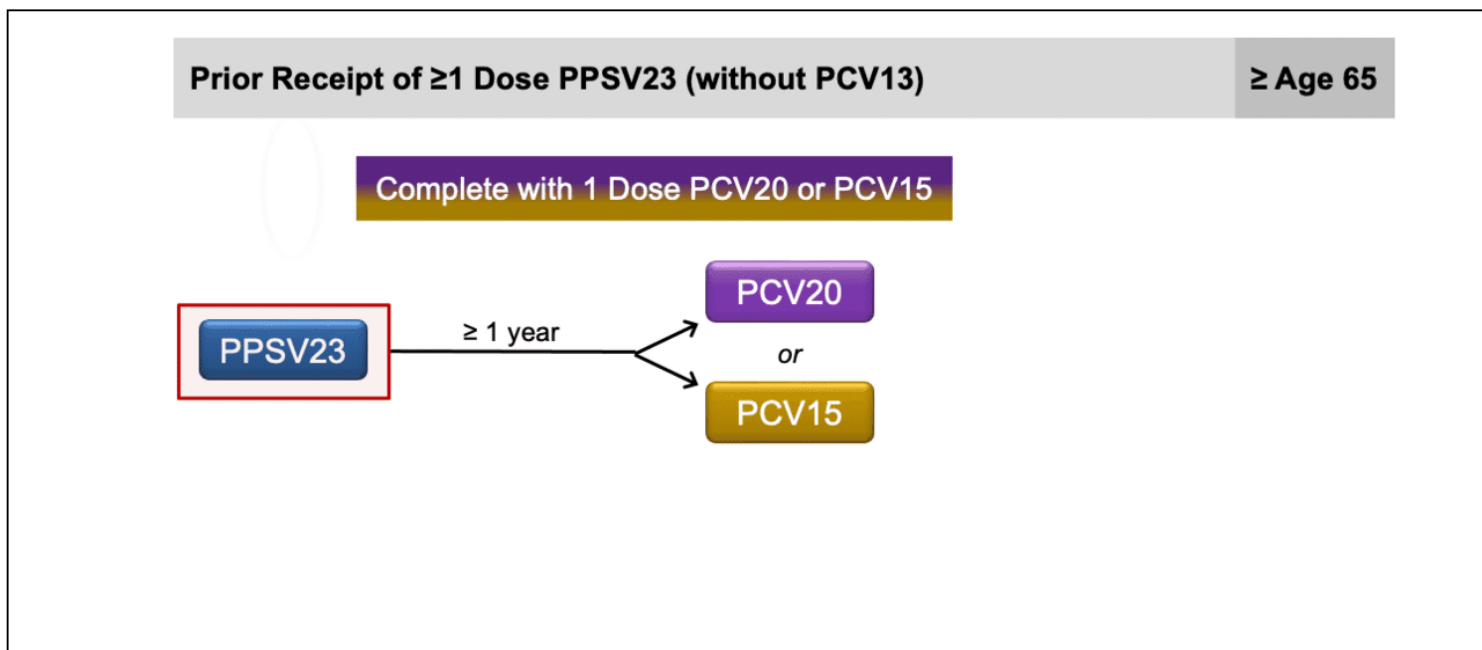 Prior Receipt of ≥1 Dose PPSV23 (without PCV13)
≥ Age 65
Complete with 1 Dose PCV20 or PCV15
PPSV23
≥ 1 year
PCV20
or
PCV15